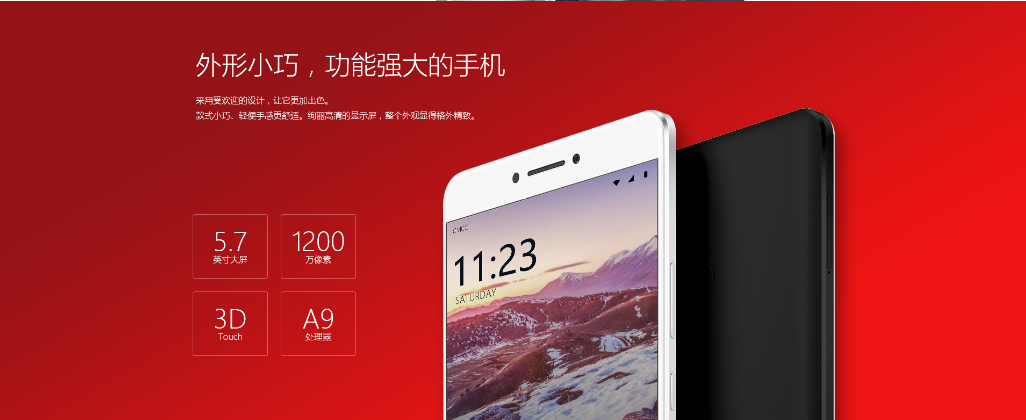 外形小巧，功能强大的手机
采用受欢迎的设计，让它更加出色。
款式小巧、轻便手感更舒适。绚丽高清的显示屏，整个外观显得格外精致。
5.7
英寸大屏
1200
万像素
3D
Touch
A9
处理器
CMCC
11:23
SATURDAY